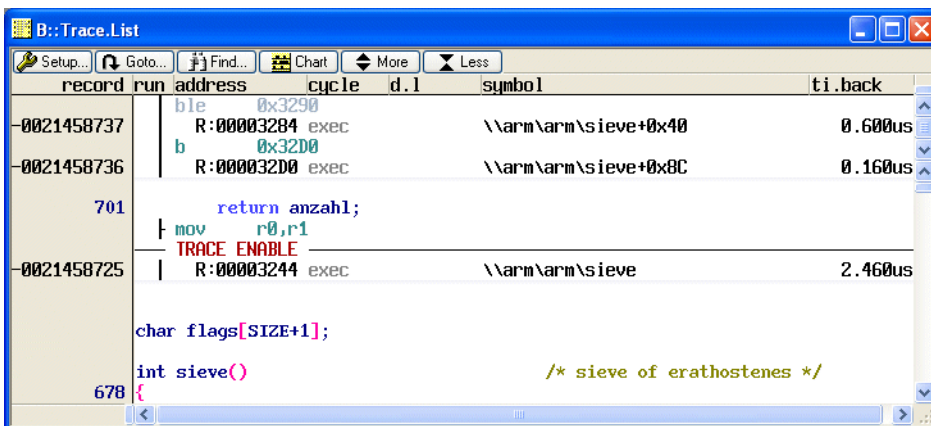 B::Trace.List
Setup... Goto... Find... Chart More Less
record run address cycle d.l symbol ti.back
ble 0x3290
-0021458737 R:00003284 exec \\arm\arm\sieve+0x40 0.600us
b 0x32D0
-0021458736 R:000032D0 exec \\arm\arm\sieve+0x8C 0.160us
701 return anzahl;
mov r0,r1
TRACE ENABLE
-0021458725 R:00003244 exec \\arm\arm\sieve 2.460us
char flags[SIZE+1];
int sieve() /* sieve of erathostenes */
678 {